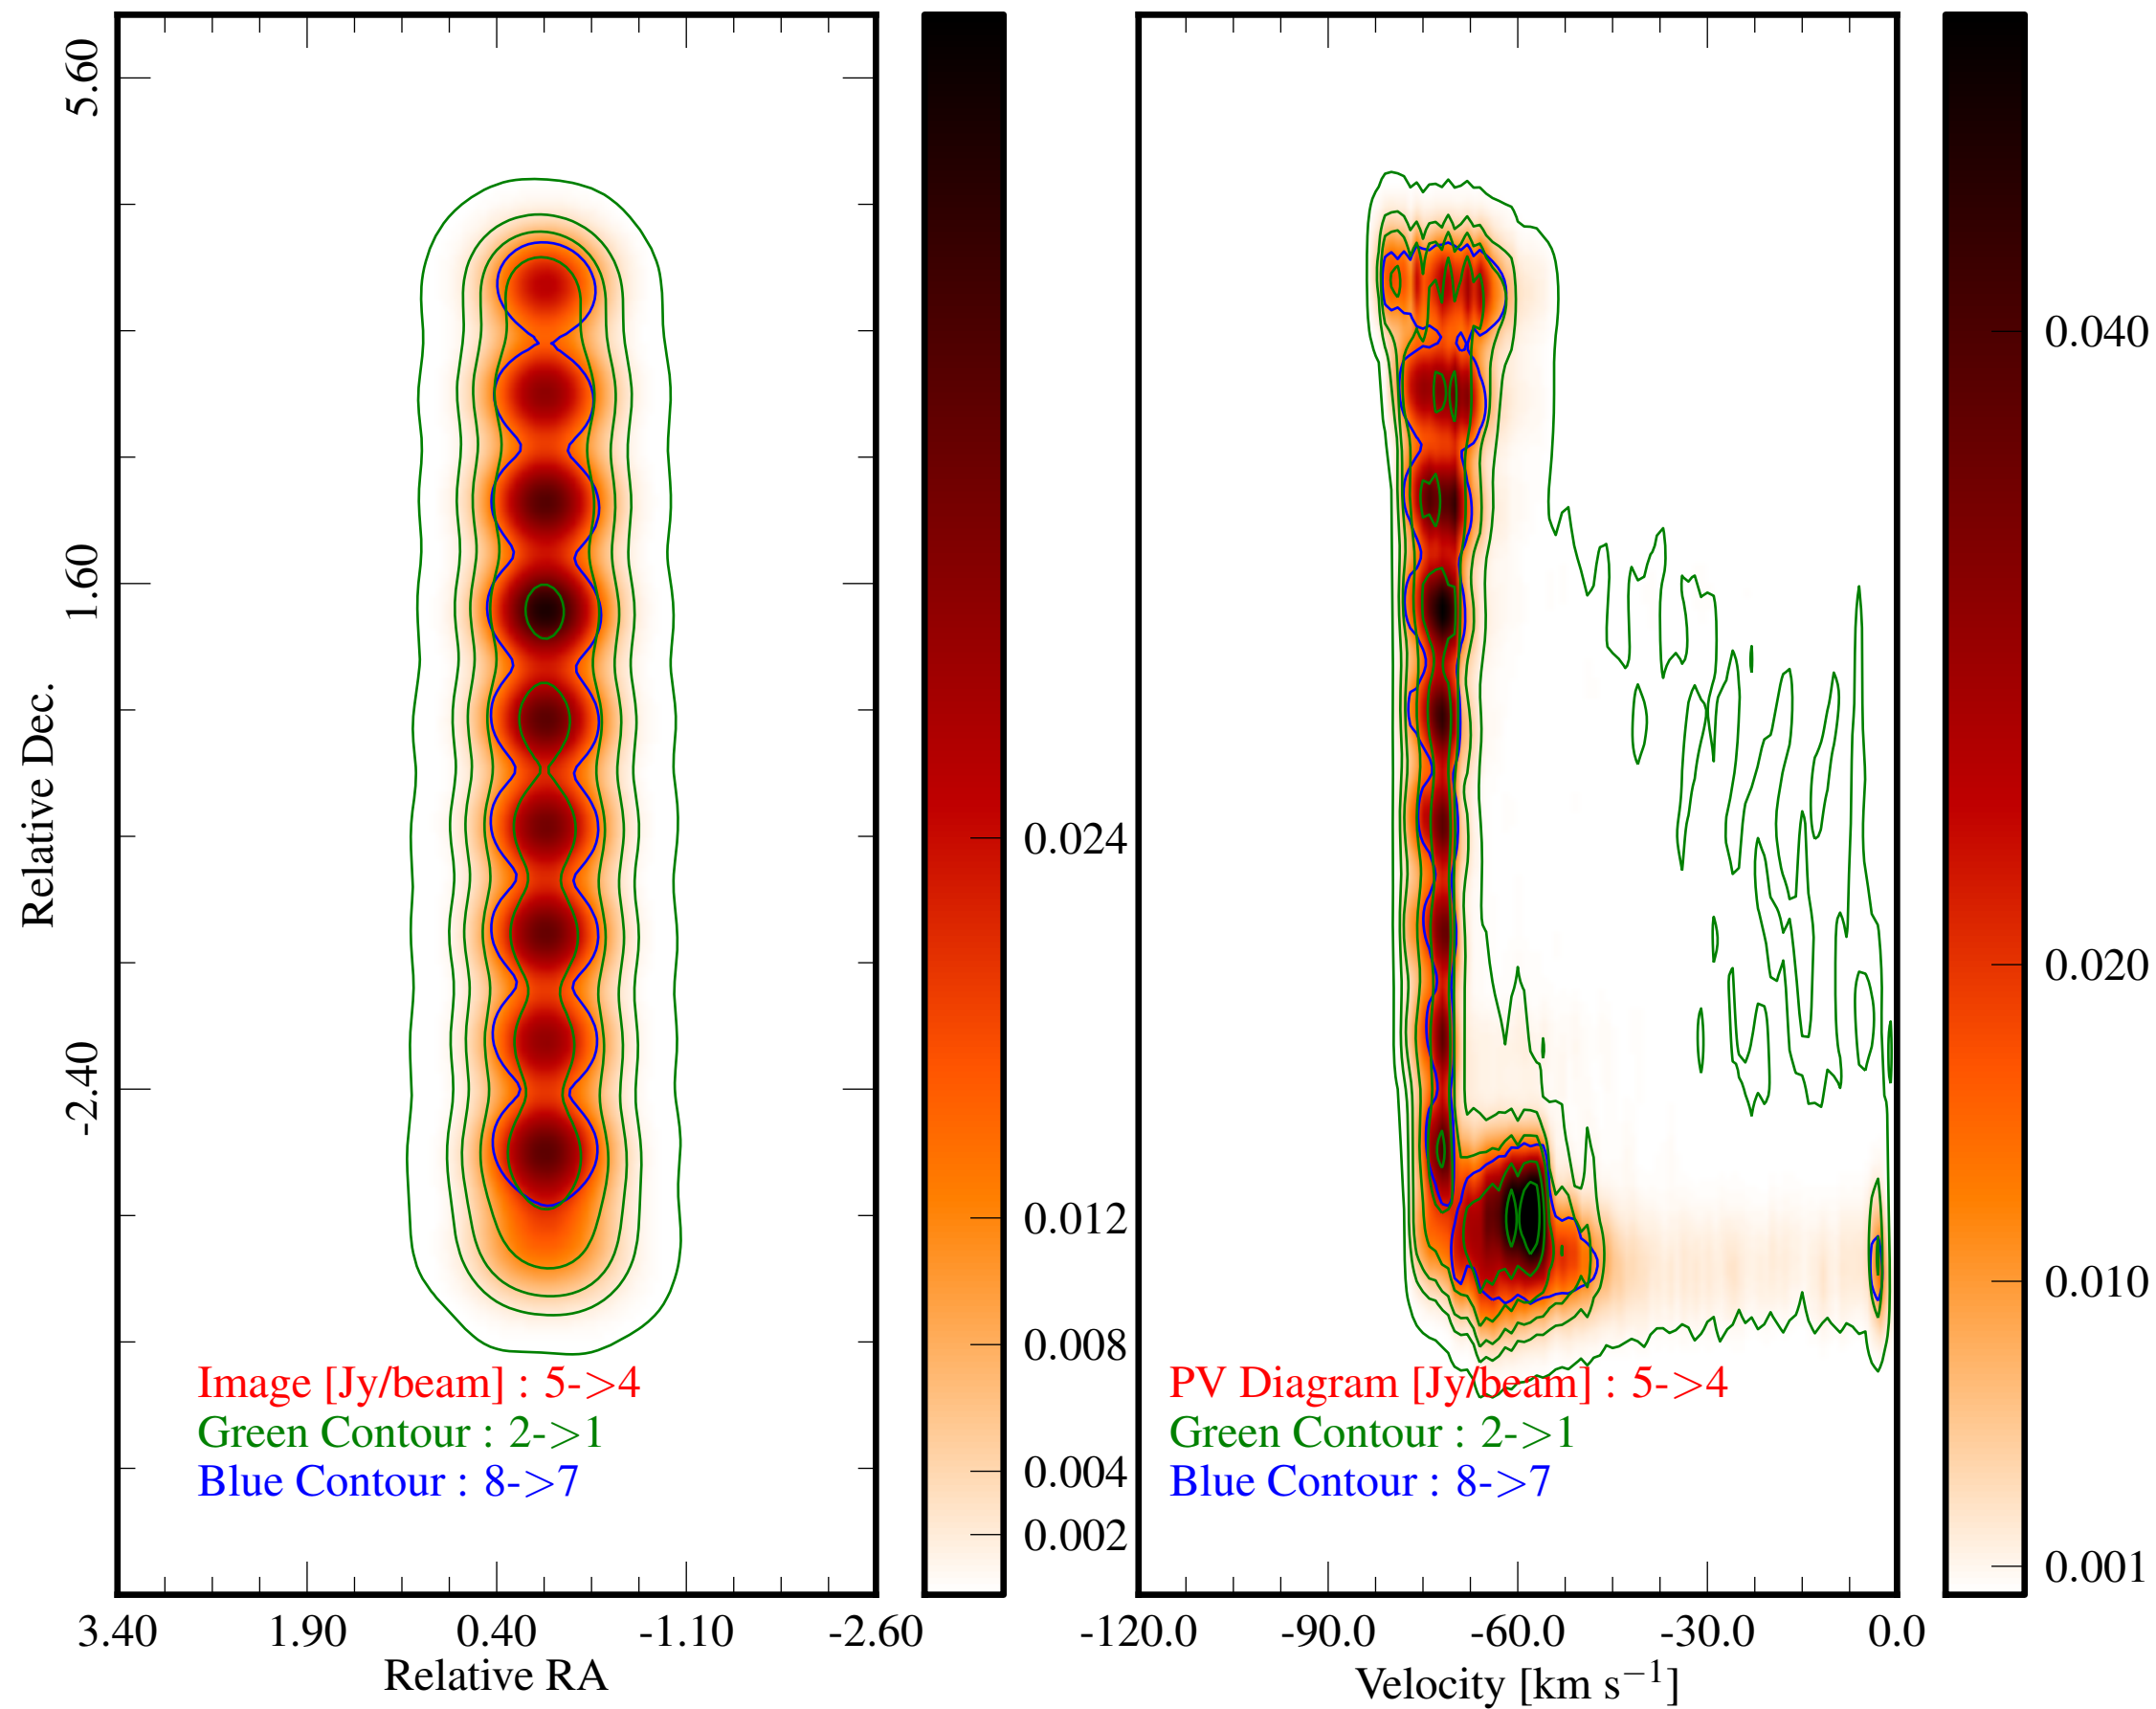 5.60
1.60
-2.40
Relative Dec.
3.40 1.90 0.40 -1.10 -2.60
Relative RA
Image [Jy/beam] : 5->4
Green Contour : 2->1
Blue Contour : 8->7
0.024
0.012
0.008
0.004
0.002
PV Diagram [Jy/beam] : 5->4
Green Contour : 2->1
Blue Contour : 8->7
-120.0 -90.0 -60.0 -30.0 0.0
Velocity [km s⁻¹]
0.040
0.020
0.010
0.001